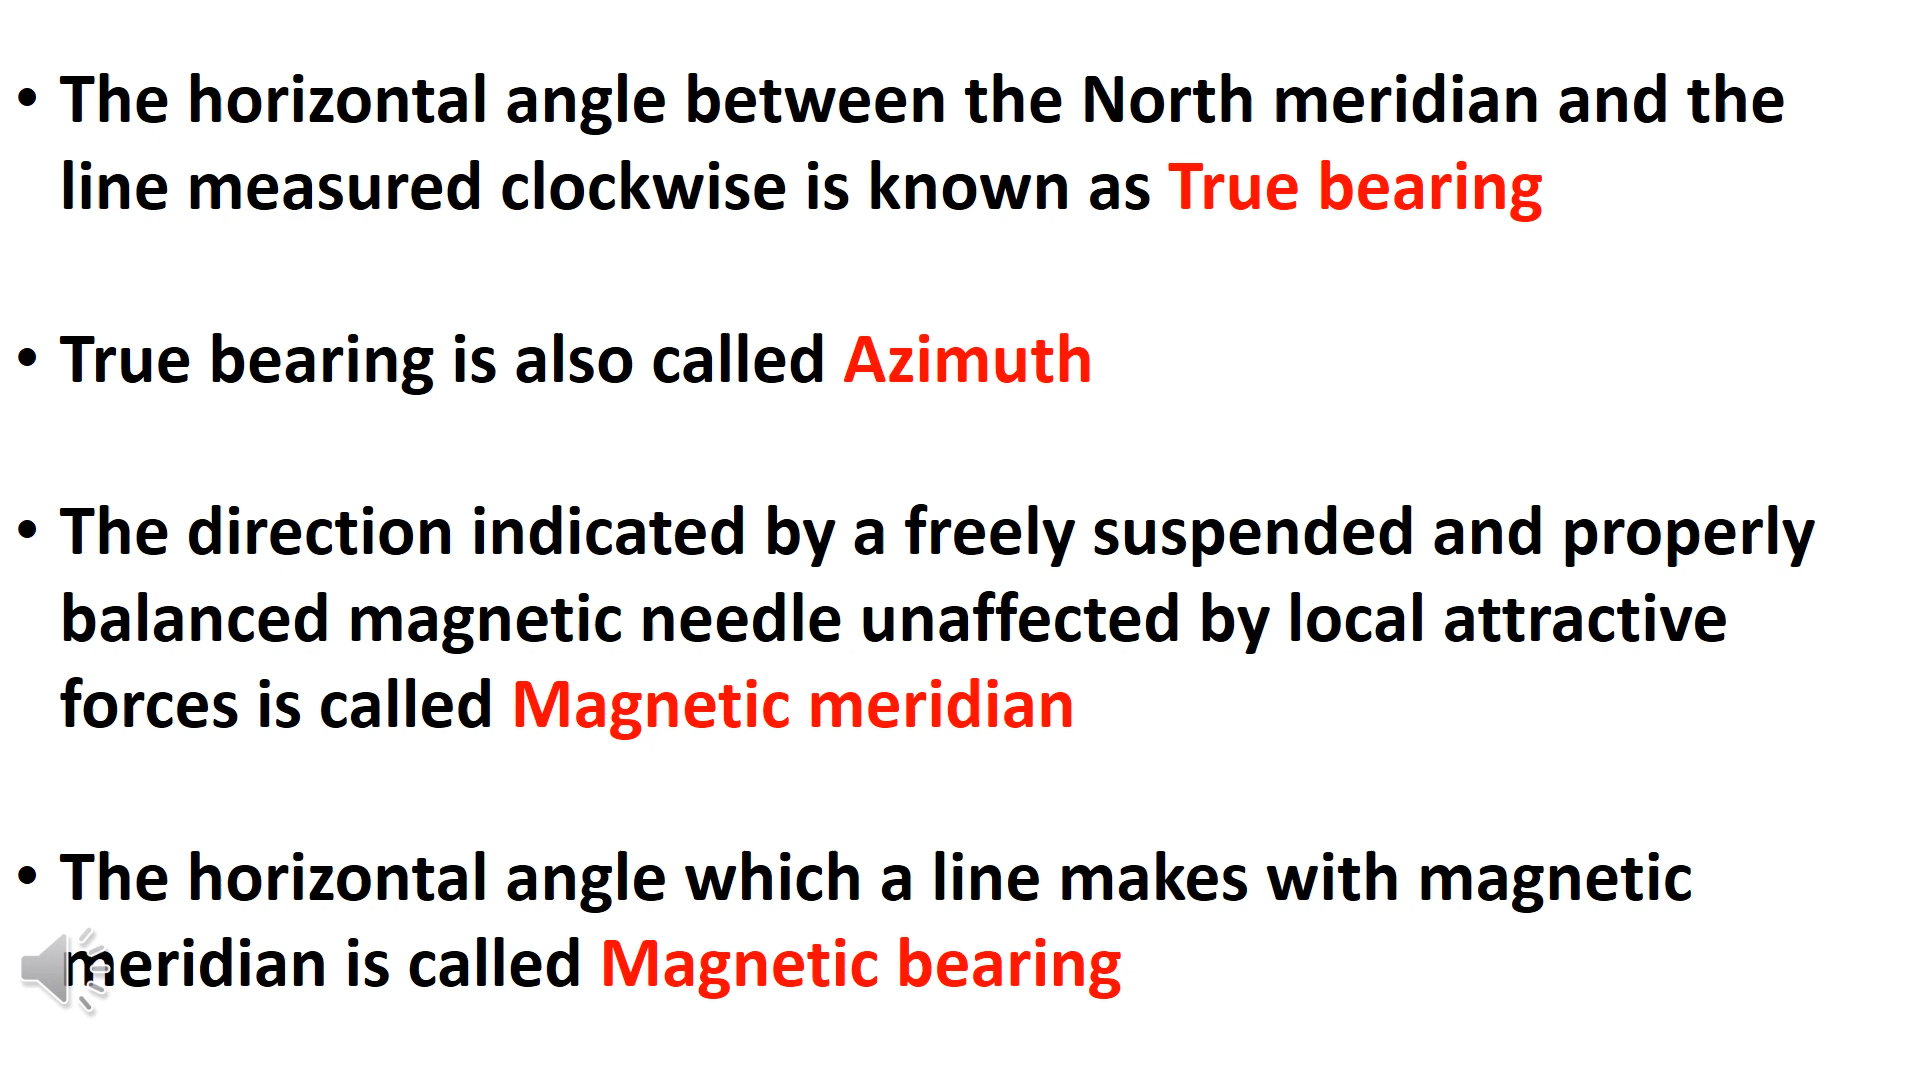 • The horizontal angle between the North meridian and the
line measured clockwise is known as True bearing
• True bearing is also called Azimuth
• The direction indicated by a freely suspended and properly
balanced magnetic needle unaffected by local attractive
forces is called Magnetic meridian
• The horizontal angle which a line makes with magnetic
meridian is called Magnetic bearing